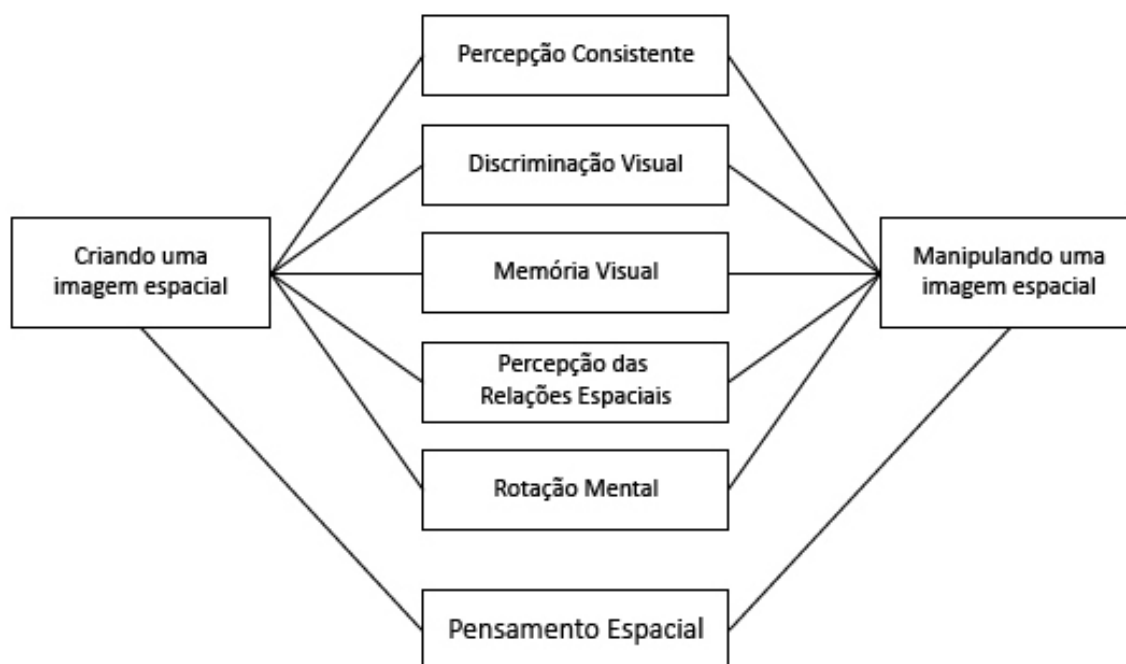 Percepção Consistente
Discriminação Visual
Criando uma
imagem espacial
Memória Visual
Manipulando uma
imagem espacial
Percepção das
Relações Espaciais
Rotação Mental
Pensamento Espacial